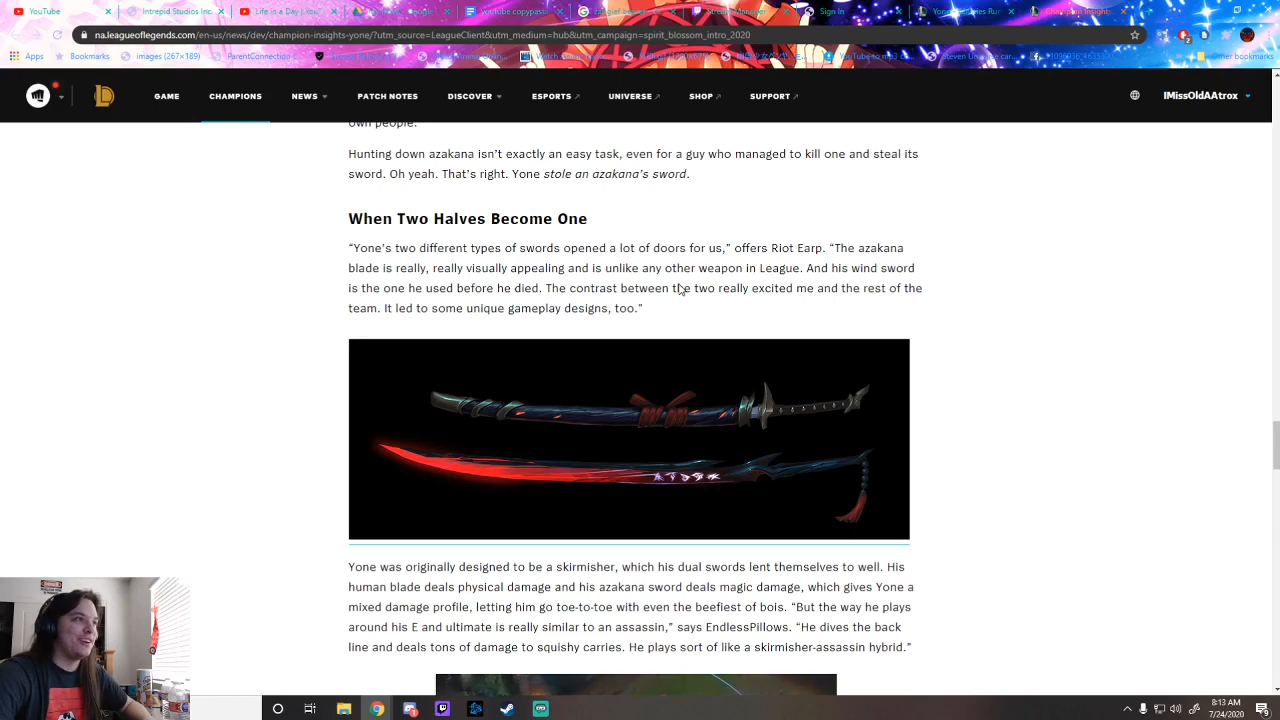 YouTube
Intrepid Studios Inc.
Life is a Day | You
youtube copypasta
Sign In
na.leagueoflegends.com/en-us/news/dev/champion-insights-yone/?utm_source=LeagueClient&utm_medium=hub&utm_campaign=spirit_blossom_intro_2020
Apps
Bookmarks
images (267×189)
ParentConnection
YouTube to mp3
Steven Universe car...
Other bookmarks
GAME
CHAMPIONS
NEWS
PATCH NOTES
DISCOVER
ESPORTS
UNIVERSE
SHOP
SUPPORT
IMissOldAAtrox
own people.
Hunting down azakana isn’t exactly an easy task, even for a guy who managed to kill one and steal its
sword. Oh yeah. That’s right. Yone stole an azakana’s sword.
When Two Halves Become One
“Yone’s two different types of swords opened a lot of doors for us,” offers Riot Earp. “The azakana
blade is really, really visually appealing and is unlike any other weapon in League. And his wind sword
is the one he used before he died. The contrast between the two really excited me and the rest of the
team. It led to some unique gameplay designs, too.”
Yone was originally designed to be a skirmisher, which his dual swords lent themselves to well. His
human blade deals physical damage and his azakana sword deals magic damage, which gives Yone a
mixed damage profile, letting him go toe-to-toe with even the beefiest of bois. “But the way he plays
around his E and ultimate is really similar to an assassin,” says EndlessPillows. “He dives the back
line and deals tons of damage to squishy carries. He plays sort of like a skirmisher-assassin hybrid.”
8:13 AM
7/24/2020